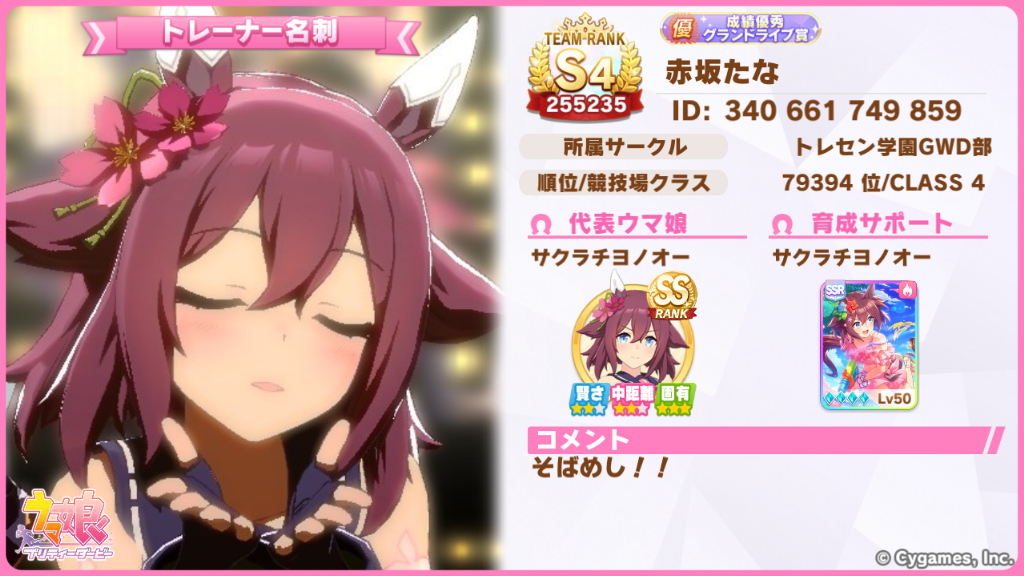 トレーナー名刺
TEAM RANK
S4
255235
優
成績優秀
グランドライブ賞
赤坂たな
ID: 340 661 749 859
所属サークル
トレセン学園GWD部
順位/競技場クラス
79394 位/CLASS 4
代表ウマ娘
育成サポート
サクラチヨノオー
サクラチヨノオー
SS
RANK
賢さ 中距離 固有
SSR
Lv50
コメント
そばめし！！
ウマ娘
プリティーダービー
© Cygames, Inc.